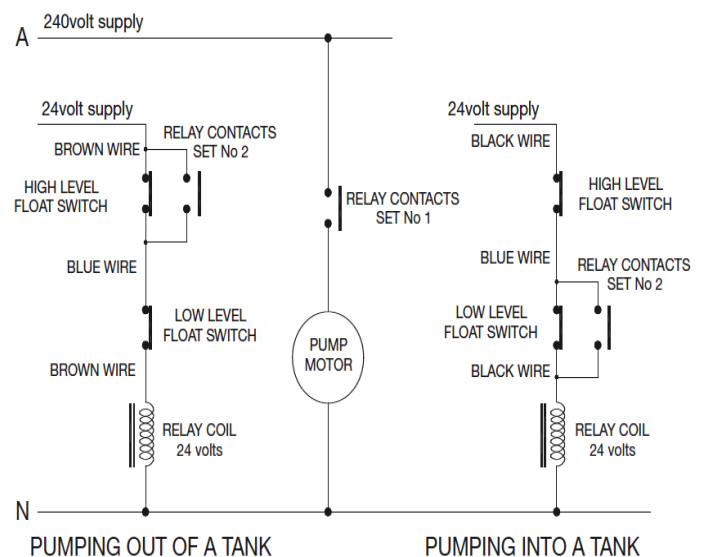 240volt supply
A
24volt supply
BROWN WIRE
RELAY CONTACTS
SET No 2
HIGH LEVEL
FLOAT SWITCH
BLUE WIRE
LOW LEVEL
FLOAT SWITCH
BROWN WIRE
RELAY COIL
24 volts
RELAY CONTACTS
SET No 1
PUMP
MOTOR
24volt supply
BLACK WIRE
HIGH LEVEL
FLOAT SWITCH
BLUE WIRE
RELAY CONTACTS
SET No 2
LOW LEVEL
FLOAT SWITCH
BLACK WIRE
RELAY COIL
24 volts
N
PUMPING OUT OF A TANK
PUMPING INTO A TANK